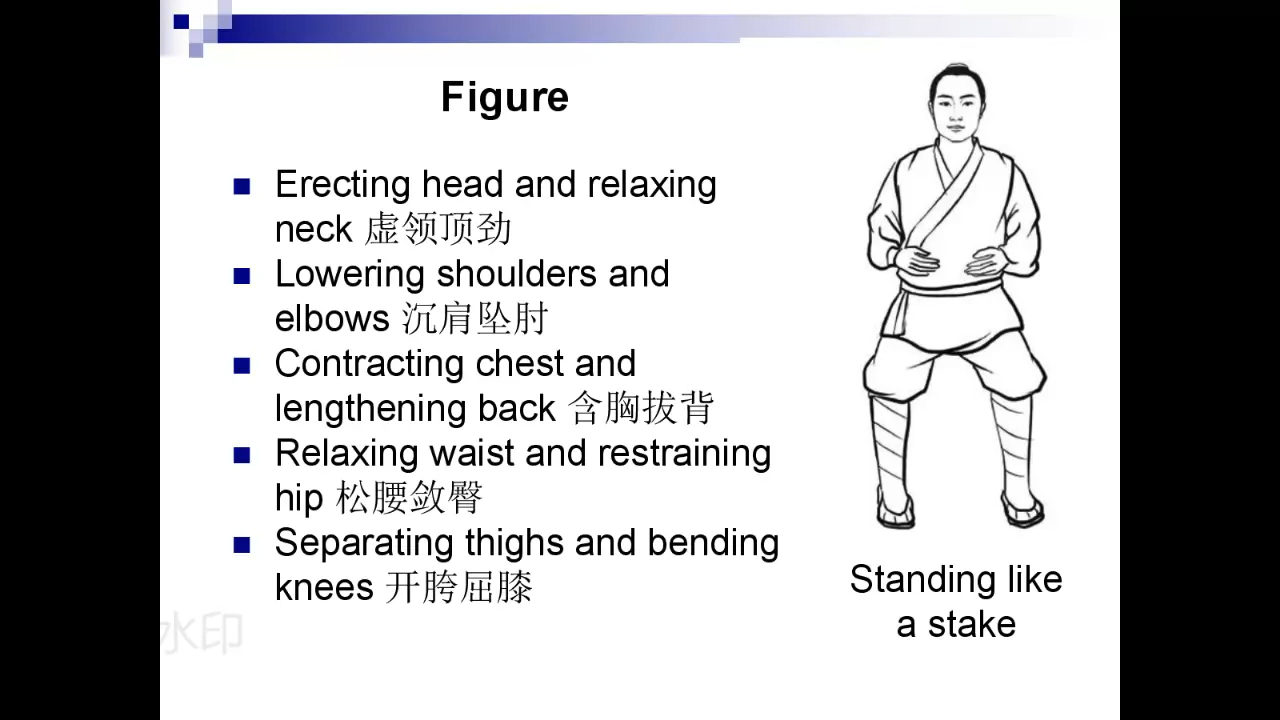 Figure
Erecting head and relaxing
neck 虚领顶劲
Lowering shoulders and
elbows 沉肩坠肘
Contracting chest and
lengthening back 含胸拔背
Relaxing waist and restraining
hip 松腰敛臀
Separating thighs and bending
knees 开胯屈膝
Standing like
a stake
水印